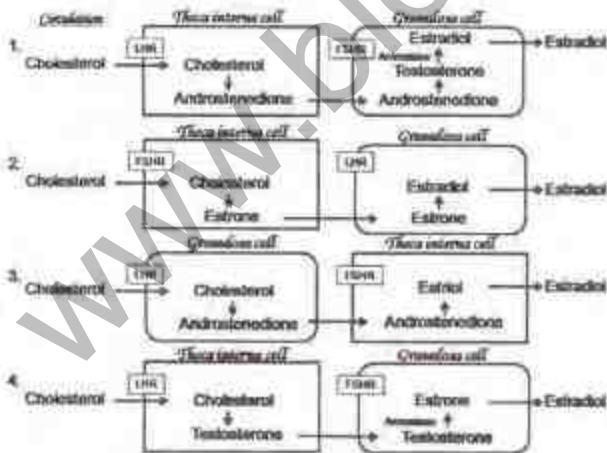 Circulation Theca interna cell Granulosa cell
1. LHR FSHR Estradiol Estradiol
Cholesterol Cholesterol Aromatase Testosterone
Androstenedione Androstenedione
Theca interna cell Granulosa cell
2. FSHR LHR
Cholesterol Cholesterol Estradiol Estradiol
Estrone Estrone
Granulosa cell Theca interna cell
3. LHR FSHR
Cholesterol Cholesterol Estriol Estradiol
Androstenedione Androstenedione
Theca interna cell Granulosa cell
4. LHR FSHR
Cholesterol Cholesterol Estrone Estradiol
Testosterone Aromatase Testosterone